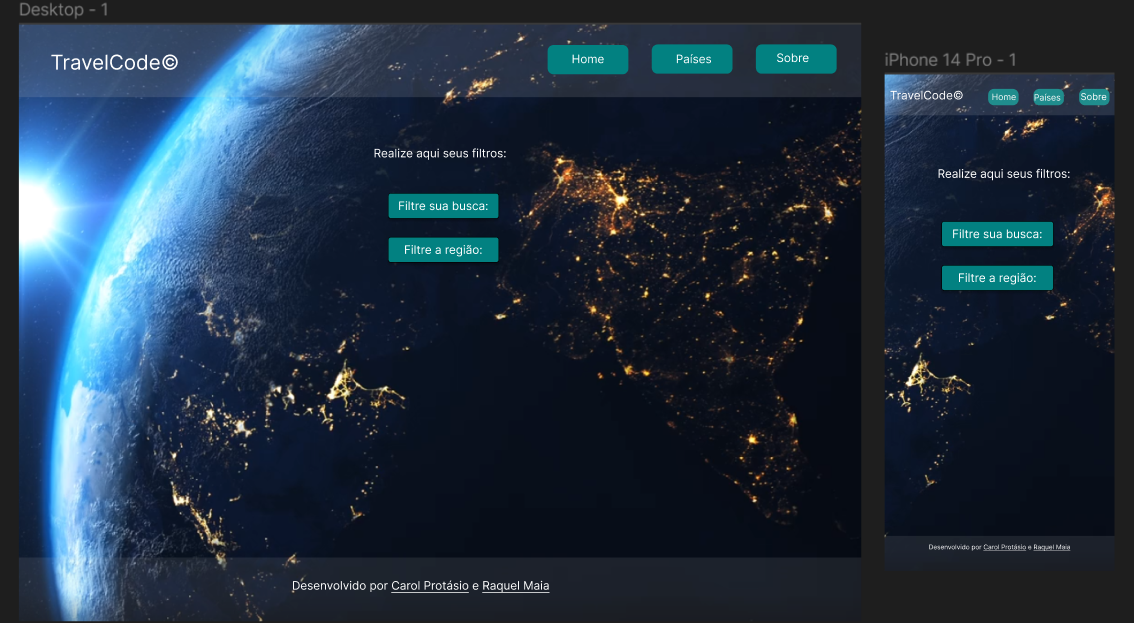 Desktop - 1
TravelCode©
Home
Países
Sobre
Realize aqui seus filtros:
Filtre sua busca:
Filtre a região:
Desenvolvido por Carol Protásio e Raquel Maia
iPhone 14 Pro - 1
TravelCode©
Home
Países
Sobre
Realize aqui seus filtros:
Filtre sua busca:
Filtre a região:
Desenvolvido por Carol Protásio e Raquel Maia